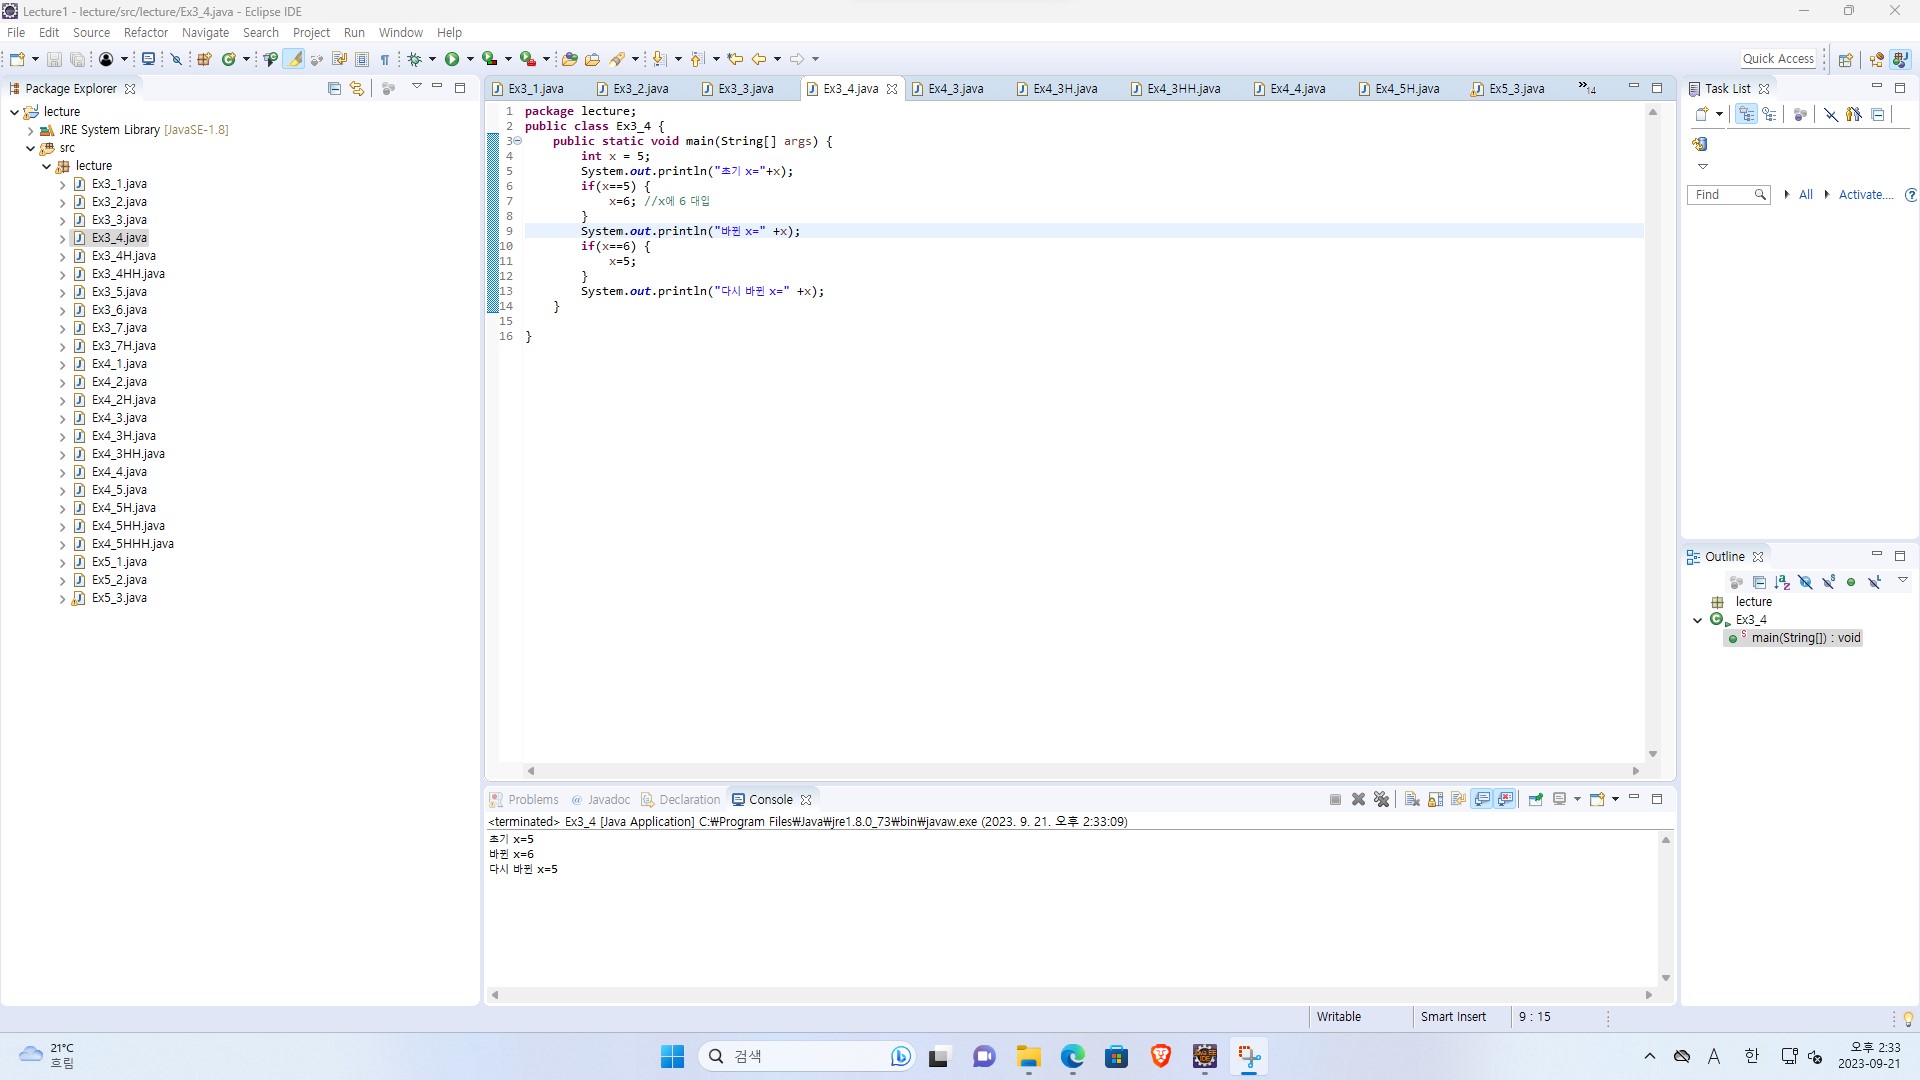 Lecture1 - lecture/src/lecture/Ex3_4.java - Eclipse IDE
File Edit Source Refactor Navigate Search Project Run Window Help
Quick Access
Package Explorer
lecture
JRE System Library [JavaSE-1.8]
src
lecture
Ex3_1.java
Ex3_2.java
Ex3_3.java
Ex3_4.java
Ex3_4H.java
Ex3_4HH.java
Ex3_5.java
Ex3_6.java
Ex3_7.java
Ex3_7H.java
Ex4_1.java
Ex4_2.java
Ex4_2H.java
Ex4_3.java
Ex4_3H.java
Ex4_3HH.java
Ex4_4.java
Ex4_5.java
Ex4_5H.java
Ex4_5HH.java
Ex4_5HHH.java
Ex5_1.java
Ex5_2.java
Ex5_3.java
Ex3_1.java Ex3_2.java Ex3_3.java Ex3_4.java Ex4_3.java Ex4_3H.java Ex4_3HH.java Ex4_4.java Ex4_5H.java Ex5_3.java »14
1 package lecture;
2 public class Ex3_4 {
3 public static void main(String[] args) {
4 int x = 5;
5 System.out.println("초기 x="+x);
6 if(x==5) {
7 x=6; //x에 6 대입
8 }
9 System.out.println("바뀐 x=" +x);
10 if(x==6) {
11 x=5;
12 }
13 System.out.println("다시 바뀐 x=" +x);
14 }
15
16 }
Problems Javadoc Declaration Console
<terminated> Ex3_4 [Java Application] C:₩Program Files₩Java₩jre1.8.0_73₩bin₩javaw.exe (2023. 9. 21. 오후 2:33:09)
초기 x=5
바뀐 x=6
다시 바뀐 x=5
Task List
Find All Activate...
Outline
lecture
Ex3_4
main(String[]) : void
Writable Smart Insert 9 : 15
21°C
흐림
검색
A 한
오후 2:33
2023-09-21